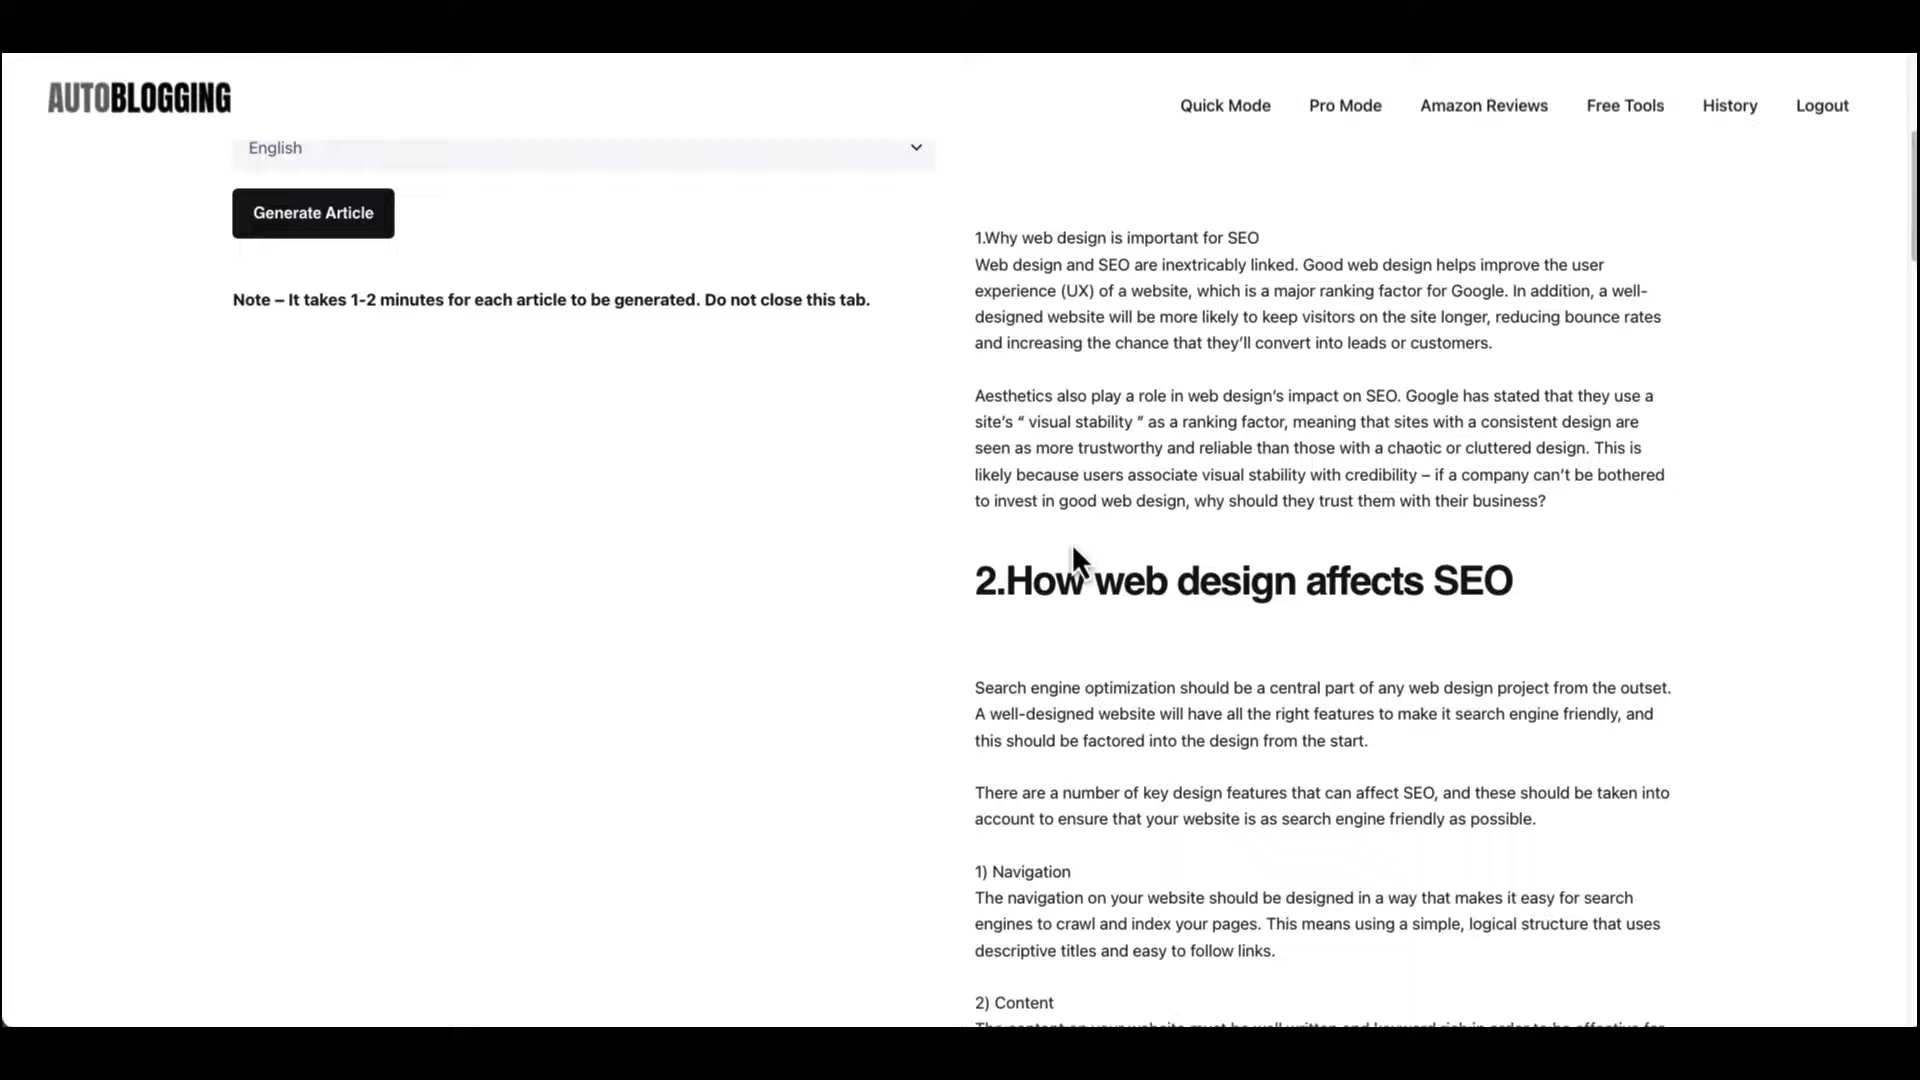 AUTOBLOGGING
Quick Mode
Pro Mode
Amazon Reviews
Free Tools
History
Logout
English
Generate Article
Note – It takes 1-2 minutes for each article to be generated. Do not close this tab.
1.Why web design is important for SEO
Web design and SEO are inextricably linked. Good web design helps improve the user
experience (UX) of a website, which is a major ranking factor for Google. In addition, a well-
designed website will be more likely to keep visitors on the site longer, reducing bounce rates
and increasing the chance that they’ll convert into leads or customers.
Aesthetics also play a role in web design’s impact on SEO. Google has stated that they use a
site’s “ visual stability ” as a ranking factor, meaning that sites with a consistent design are
seen as more trustworthy and reliable than those with a chaotic or cluttered design. This is
likely because users associate visual stability with credibility – if a company can’t be bothered
to invest in good web design, why should they trust them with their business?
2.How web design affects SEO
Search engine optimization should be a central part of any web design project from the outset.
A well-designed website will have all the right features to make it search engine friendly, and
this should be factored into the design from the start.
There are a number of key design features that can affect SEO, and these should be taken into
account to ensure that your website is as search engine friendly as possible.
1) Navigation
The navigation on your website should be designed in a way that makes it easy for search
engines to crawl and index your pages. This means using a simple, logical structure that uses
descriptive titles and easy to follow links.
2) Content